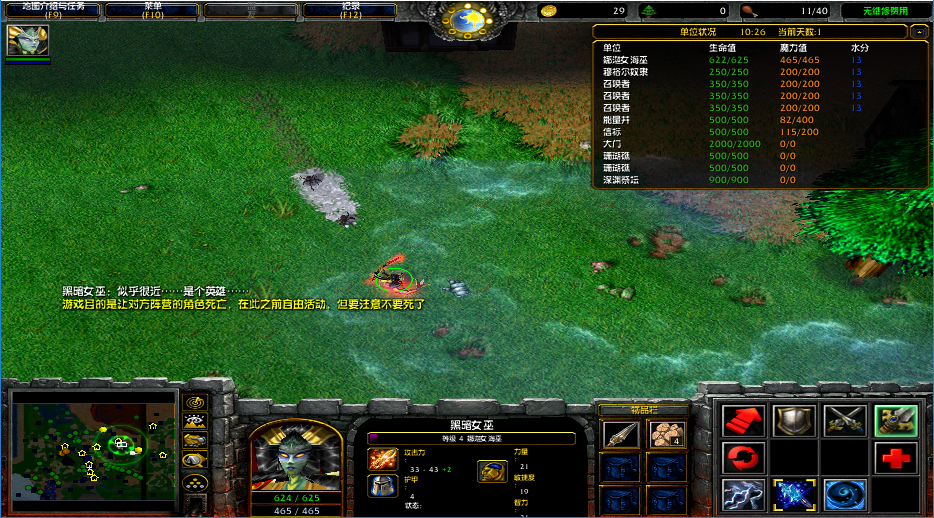 地图介绍与任务 (F9)
菜单 (F10)
纪录 (F12)
29
0
11/40
无维修费用
单位状况 10:26 当前天数:1
单位 生命值 魔力值 水分
娜迦女海巫 622/625 465/465 13
穆格尔奴隶 250/250 200/200 13
召唤者 350/350 200/200 13
召唤者 350/350 200/200 13
召唤者 350/350 200/200 13
能量井 500/500 82/400
信标 500/500 115/200
大门 2000/2000 0/0
珊瑚礁 500/500 0/0
珊瑚礁 500/500 0/0
深渊祭坛 900/900 0/0
黑暗女巫: 似乎很近……是个英雄……
游戏目的是让对方阵营的角色死亡，在此之前自由活动，但要注意不要死了
624 / 625
465 / 465
黑暗女巫
等级 4 娜迦女海巫
攻击力
33 - 43 +2
护甲
4
状态:
力量
21
敏捷度
19
智力
物品栏
4